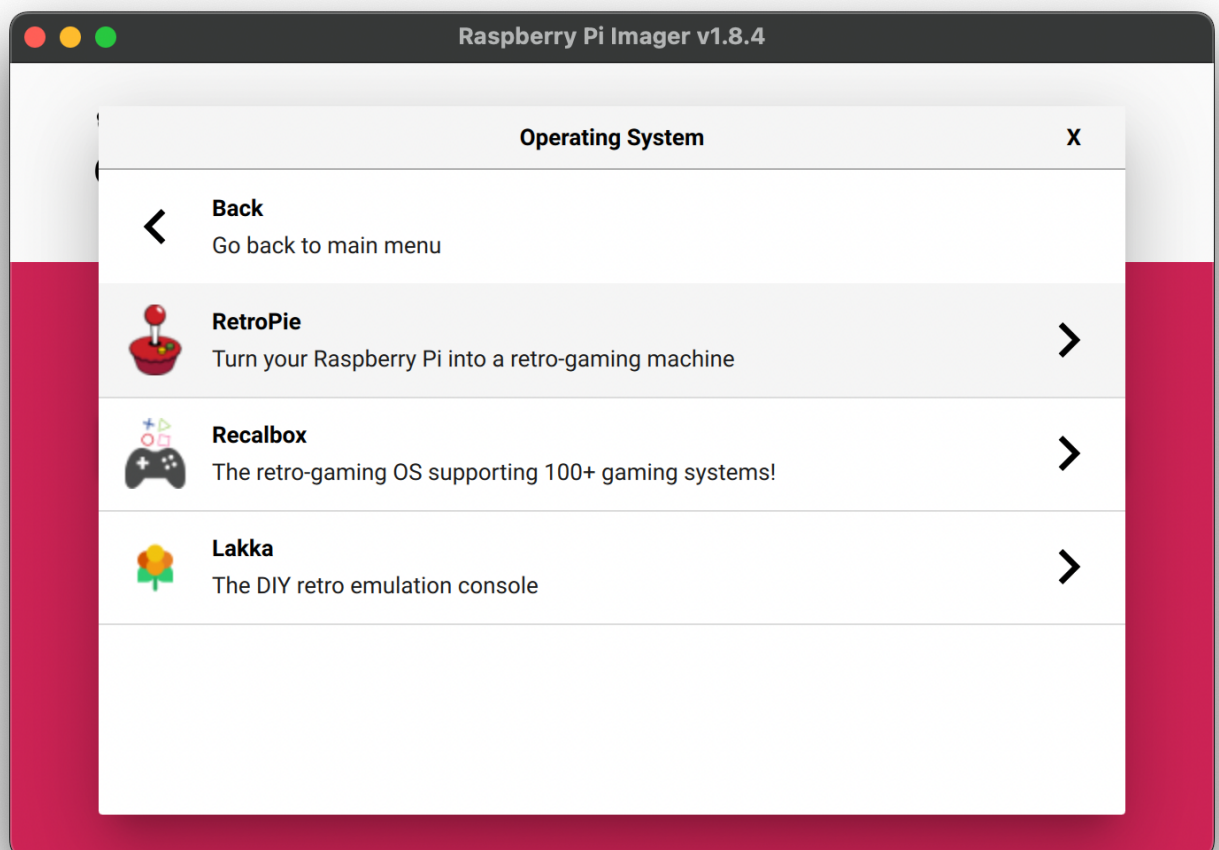 Raspberry Pi Imager v1.8.4
Operating System X
Back
Go back to main menu
RetroPie
Turn your Raspberry Pi into a retro-gaming machine
Recalbox
The retro-gaming OS supporting 100+ gaming systems!
Lakka
The DIY retro emulation console